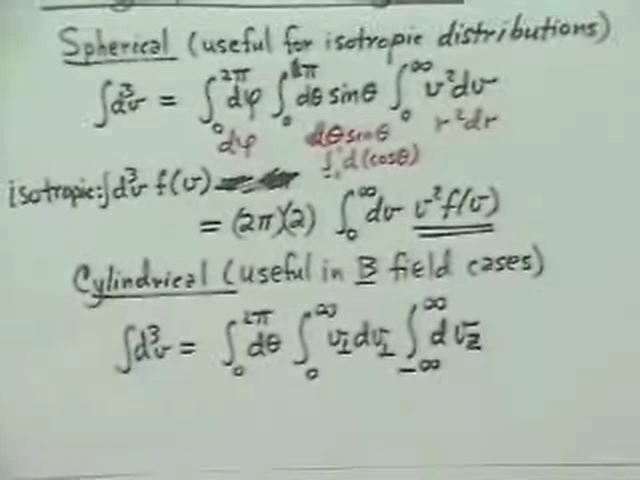 Spherical (useful for isotropic distributions)
∫d³v = ∫₀^2π dφ ∫₀^π dθ sinθ ∫₀^∞ v²dv
dφ dθ sinθ r²dr
∫₋₁¹ d(cosθ)
isotropic: ∫d³v f(v)
= (2π)(2) ∫₀^∞ dv v²f(v)
Cylindrical (useful in B field cases)
∫d³v = ∫₀^2π dθ ∫₀^∞ v⊥dv⊥ ∫₋∞^∞ dv_z